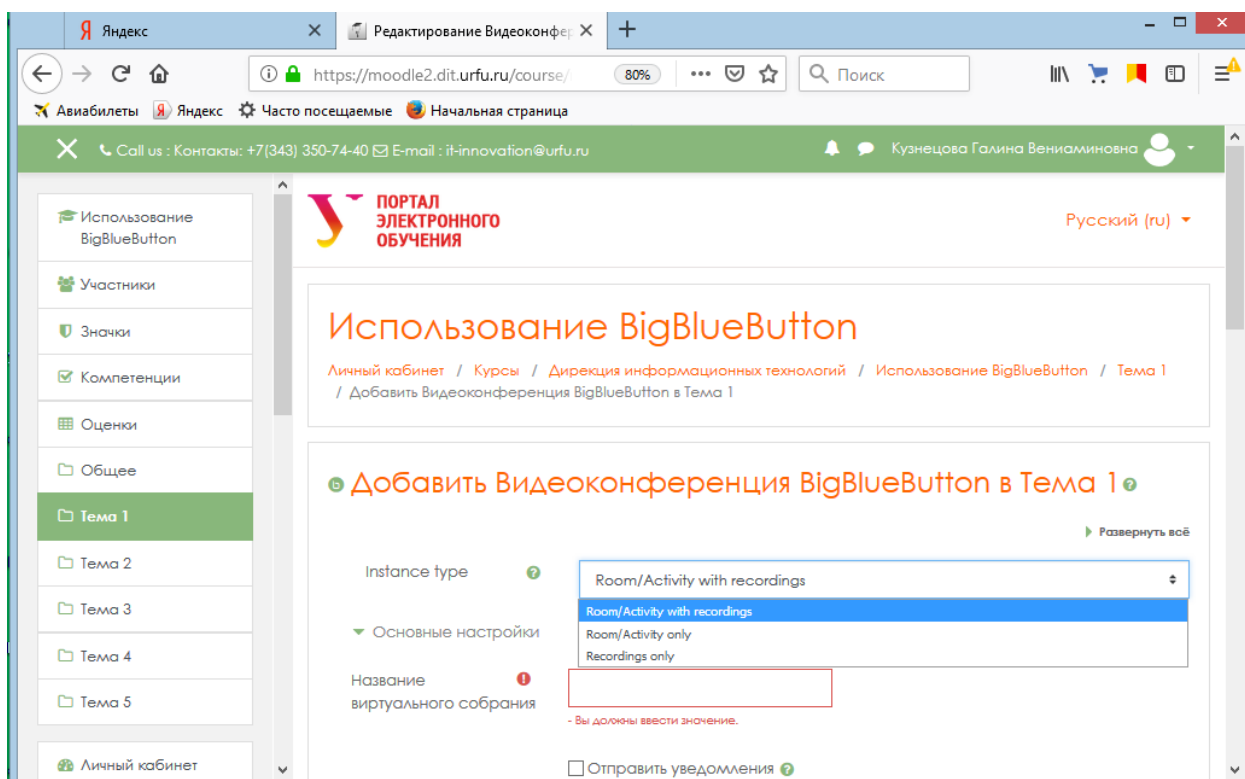 Я Яндекс
Редактирование Видеоконфер
https://moodle2.dit.urfu.ru/course/
80%
Поиск
Авиабилеты
Я Яндекс
Часто посещаемые
Начальная страница
Call us : Контакты: +7(343) 350-74-40 E-mail : it-innovation@urfu.ru
Кузнецова Галина Вениаминовна
Использование
BigBlueButton
Участники
Значки
Компетенции
Оценки
Общее
Тема 1
Тема 2
Тема 3
Тема 4
Тема 5
Личный кабинет
ПОРТАЛ
ЭЛЕКТРОННОГО
ОБУЧЕНИЯ
Русский (ru)
Использование BigBlueButton
Личный кабинет / Курсы / Дирекция информационных технологий / Использование BigBlueButton / Тема 1
/ Добавить Видеоконференция BigBlueButton в Тема 1
Добавить Видеоконференция BigBlueButton в Тема 1
Развернуть всё
Instance type
Room/Activity with recordings
Room/Activity with recordings
Room/Activity only
Recordings only
Основные настройки
Название
виртуального собрания
- Вы должны ввести значение.
Отправить уведомления